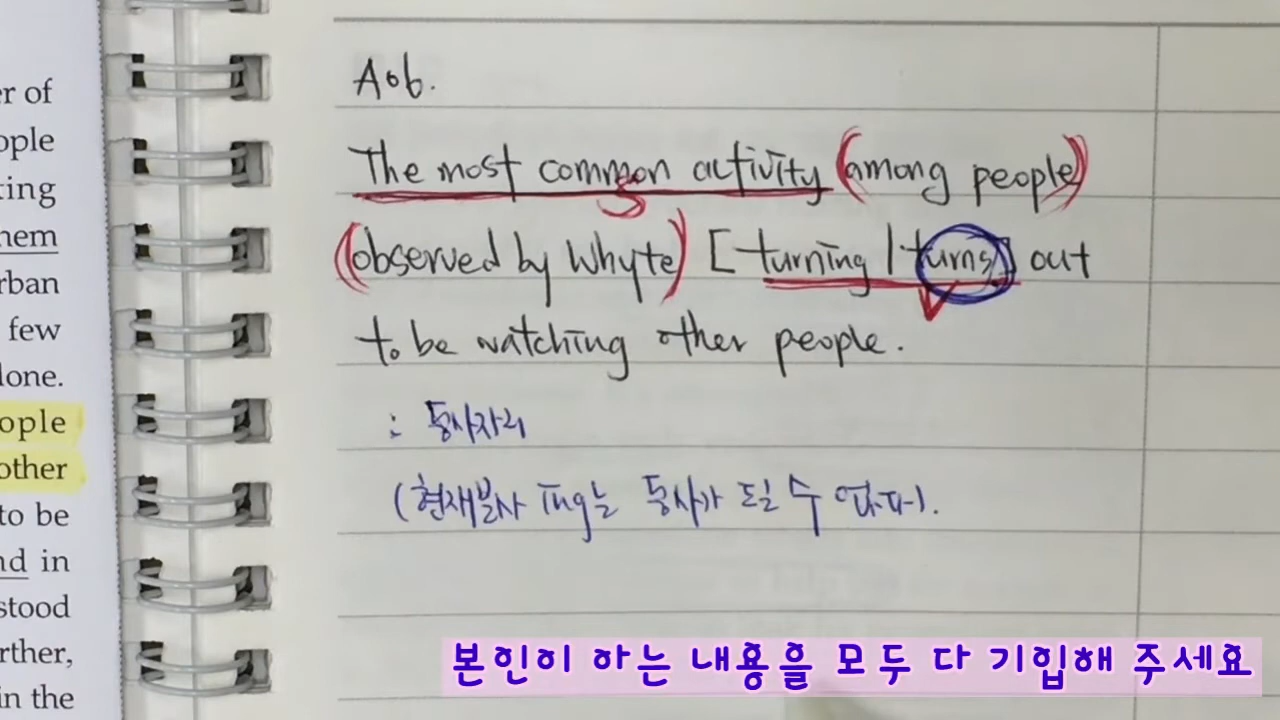 er of
ople
ting
hem
rban
few
lone.
ople
other
to be
nd in
stood
rther,
in the
A06.
The most common activity (among people)
(observed by Whyte) [turning / turns] out
to be watching other people.
: 동사자리
(현재분사 ing는 동사가 될 수 없다).
본인이 아는 내용을 모두 다 기입해 주세요